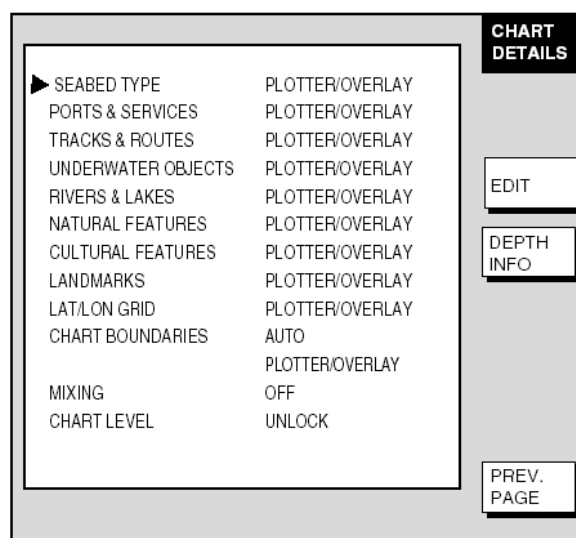 CHART
DETAILS
SEABED TYPE PLOTTER/OVERLAY
PORTS & SERVICES PLOTTER/OVERLAY
TRACKS & ROUTES PLOTTER/OVERLAY
UNDERWATER OBJECTS PLOTTER/OVERLAY
RIVERS & LAKES PLOTTER/OVERLAY
NATURAL FEATURES PLOTTER/OVERLAY
CULTURAL FEATURES PLOTTER/OVERLAY
LANDMARKS PLOTTER/OVERLAY
LAT/LON GRID PLOTTER/OVERLAY
CHART BOUNDARIES AUTO
PLOTTER/OVERLAY
MIXING OFF
CHART LEVEL UNLOCK
EDIT
DEPTH
INFO
PREV.
PAGE